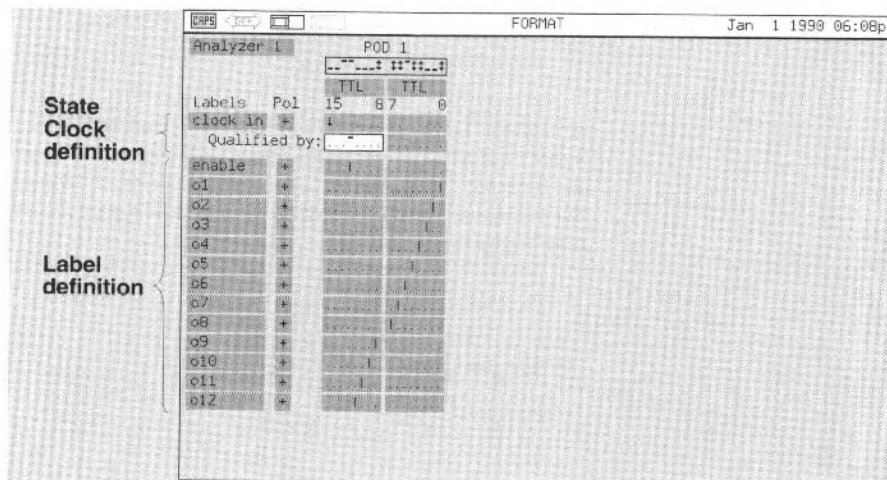 CAPS FORMAT Jan 1 1990 06:08p
Analyzer 1 POD 1
TTL TTL
Labels Pol 15 8 7 0
State Clock definition
clock in + ↓.......
Qualified by:
Label definition
enable +
o1 +
o2 +
o3 +
o4 +
o5 +
o6 +
o7 +
o8 +
o9 +
o10 +
o11 +
o12 +